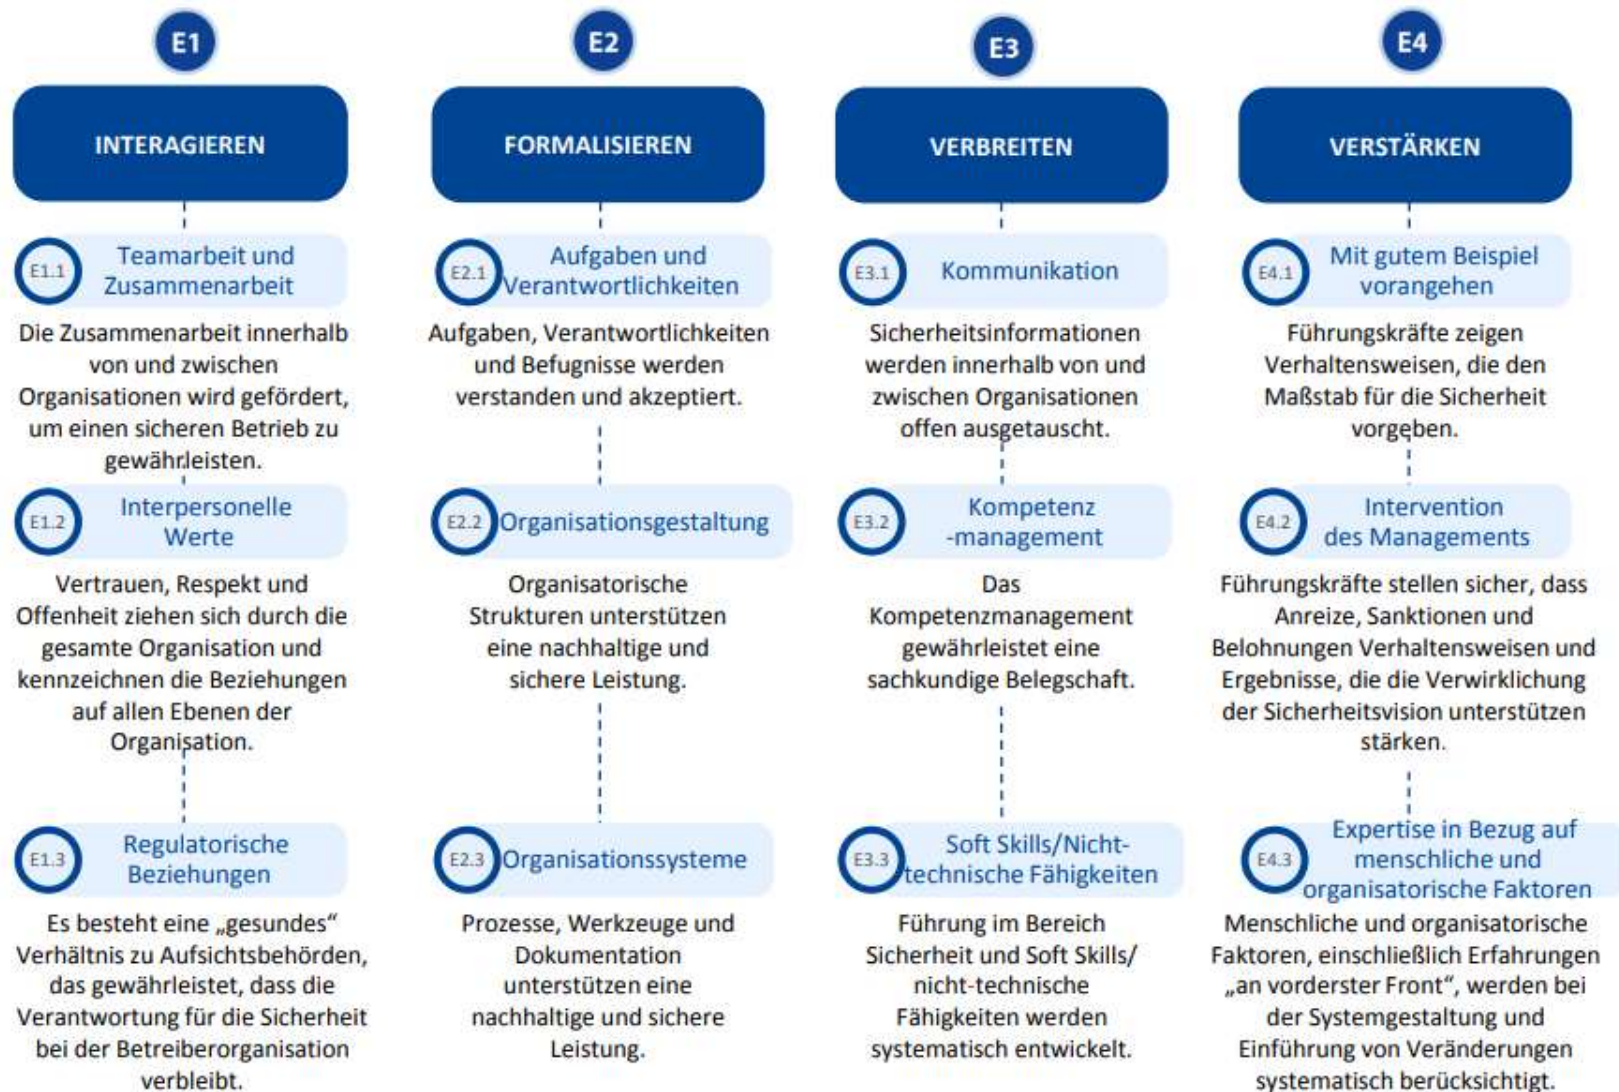 E1
INTERAGIEREN
E1.1
Teamarbeit und
Zusammenarbeit
Die Zusammenarbeit innerhalb
von und zwischen
Organisationen wird gefördert,
um einen sicheren Betrieb zu
gewährleisten.
E1.2
Interpersonelle
Werte
Vertrauen, Respekt und
Offenheit ziehen sich durch die
gesamte Organisation und
kennzeichnen die Beziehungen
auf allen Ebenen der
Organisation.
E1.3
Regulatorische
Beziehungen
Es besteht eine „gesundes“
Verhältnis zu Aufsichtsbehörden,
das gewährleistet, dass die
Verantwortung für die Sicherheit
bei der Betreiberorganisation
verbleibt.
E2
FORMALISIEREN
E2.1
Aufgaben und
Verantwortlichkeiten
Aufgaben, Verantwortlichkeiten
und Befugnisse werden
verstanden und akzeptiert.
E2.2
Organisationsgestaltung
Organisatorische
Strukturen unterstützen
eine nachhaltige und
sichere Leistung.
E2.3
Organisationssysteme
Prozesse, Werkzeuge und
Dokumentation
unterstützen eine
nachhaltige und sichere
Leistung.
E3
VERBREITEN
E3.1
Kommunikation
Sicherheitsinformationen
werden innerhalb von und
zwischen Organisationen
offen ausgetauscht.
E3.2
Kompetenz
-management
Das
Kompetenzmanagement
gewährleistet eine
sachkundige Belegschaft.
E3.3
Soft Skills/Nicht-
technische Fähigkeiten
Führung im Bereich
Sicherheit und Soft Skills/
nicht-technische
Fähigkeiten werden
systematisch entwickelt.
E4
VERSTÄRKEN
E4.1
Mit gutem Beispiel
vorangehen
Führungskräfte zeigen
Verhaltensweisen, die den
Maßstab für die Sicherheit
vorgeben.
E4.2
Intervention
des Managements
Führungskräfte stellen sicher, dass
Anreize, Sanktionen und
Belohnungen Verhaltensweisen und
Ergebnisse, die die Verwirklichung
der Sicherheitsvision unterstützen
stärken.
E4.3
Expertise in Bezug auf
menschliche und
organisatorische Faktoren
Menschliche und organisatorische
Faktoren, einschließlich Erfahrungen
„an vorderster Front“, werden bei
der Systemgestaltung und
Einführung von Veränderungen
systematisch berücksichtigt.